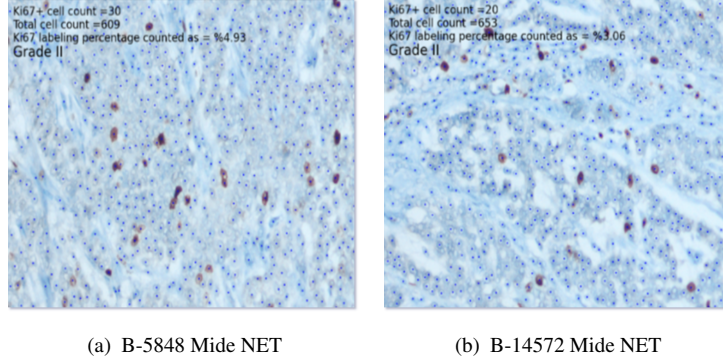 Ki67+ cell count =30
Total cell count =609
Ki67 labeling percentage counted as = %4.93
Grade II
Ki67+ cell count =20
Total cell count =653
Ki67 labeling percentage counted as = %3.06
Grade II
(a) B-5848 Mide NET
(b) B-14572 Mide NET